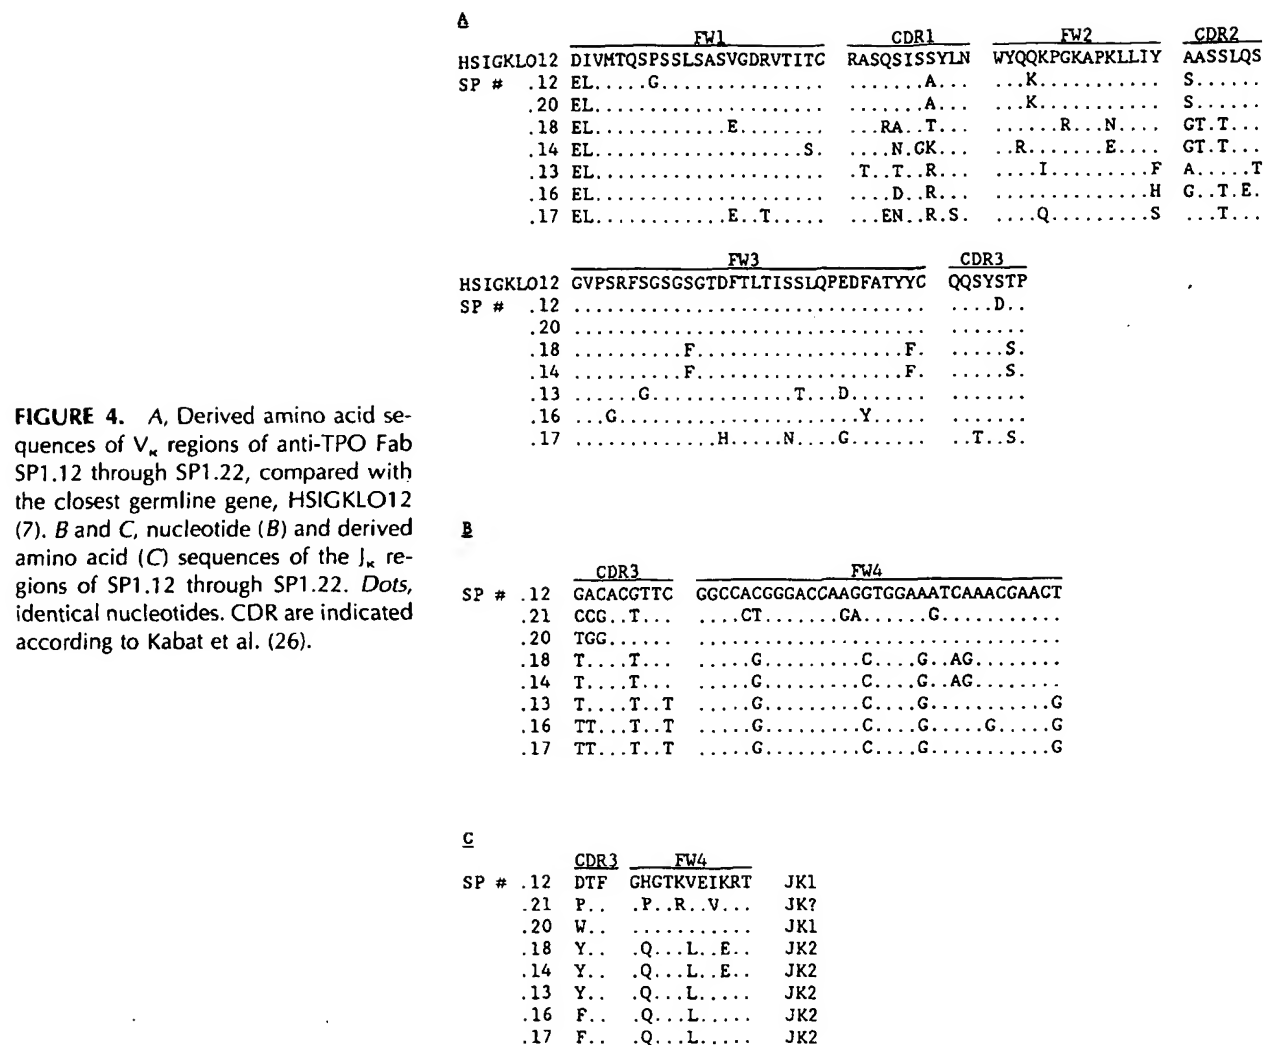 FIGURE 4. A, Derived amino acid se-
quences of Vκ regions of anti-TPO Fab
SP1.12 through SP1.22, compared with
the closest germline gene, HSIGKLO12
(7). B and C, nucleotide (B) and derived
amino acid (C) sequences of the Jκ re-
gions of SP1.12 through SP1.22. Dots,
identical nucleotides. CDR are indicated
according to Kabat et al. (26).
A
FW1 CDR1 FW2 CDR2
HSIGKLO12 DIVMTQSPSSLSASVGDRVTITC RASQSISSYLN WYQQKPGKAPKLLIY AASSLQS
SP # .12 EL.....G............... .......A... ...K........... S......
.20 EL..................... .......A... ...K........... S......
.18 EL.............E....... ...RA..T... ......R...N.... GT.T...
.14 EL...................S. ....N.GK... ..R.......E.... GT.T...
.13 EL..................... .T..T..R... ....I.........F A.....T
.16 EL..................... ....D..R... ..............H G..T.E.
.17 EL.............E..T.... ...EN..R.S. ....Q.........S ...T...
FW3 CDR3
HSIGKLO12 GVPSRFSGSGSGTDFTLTISSLQPEDFATYYC QQSYSTP
SP # .12 ................................ ....D..
.20 ................................ .......
.18 ..........F...................F. .....S.
.14 ..........F...................F. .....S.
.13 ......G.............T...D....... .......
.16 ...G......................Y..... .......
.17 .............H.....N....G....... ..T..S.
B
CDR3 FW4
SP # .12 GACACGTTC GGCCACGGGACCAAGGTGGAAATCAAACGAACT
.21 CCG..T... ....CT.......GA.......G...........
.20 TGG...... .................................
.18 T....T... .....G.........C....G..AG........
.14 T....T... .....G.........C....G..AG........
.13 T....T..T .....G.........C....G...........G
.16 TT...T..T .....G.........C....G.....G.....G
.17 TT...T..T .....G.........C....G...........G
C
CDR3 FW4
SP # .12 DTF GHGTKVEIKRT JK1
.21 P.. .P..R..V... JK?
.20 W.. ........... JK1
.18 Y.. .Q...L..E.. JK2
.14 Y.. .Q...L..E.. JK2
.13 Y.. .Q...L..... JK2
.16 F.. .Q...L..... JK2
.17 F.. .Q...L..... JK2